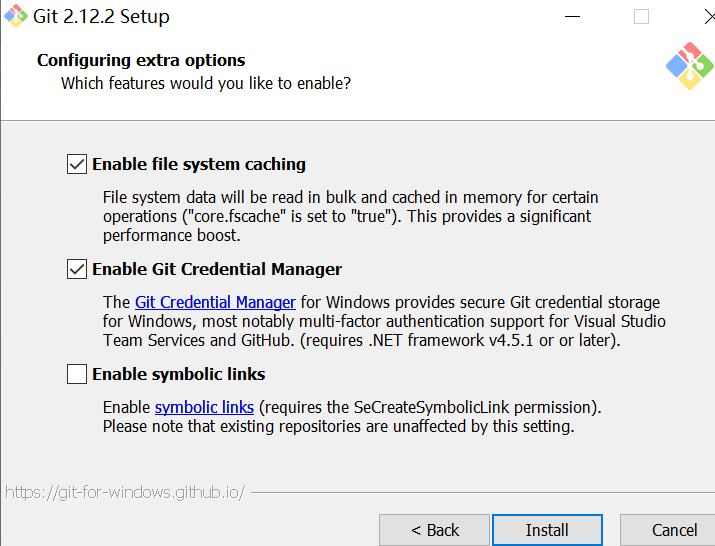 Git 2.12.2 Setup
Configuring extra options
Which features would you like to enable?
Enable file system caching
File system data will be read in bulk and cached in memory for certain
operations ("core.fscache" is set to "true"). This provides a significant
performance boost.
Enable Git Credential Manager
The Git Credential Manager for Windows provides secure Git credential storage
for Windows, most notably multi-factor authentication support for Visual Studio
Team Services and GitHub. (requires .NET framework v4.5.1 or or later).
Enable symbolic links
Enable symbolic links (requires the SeCreateSymbolicLink permission).
Please note that existing repositories are unaffected by this setting.
https://git-for-windows.github.io/
< Back
Install
Cancel